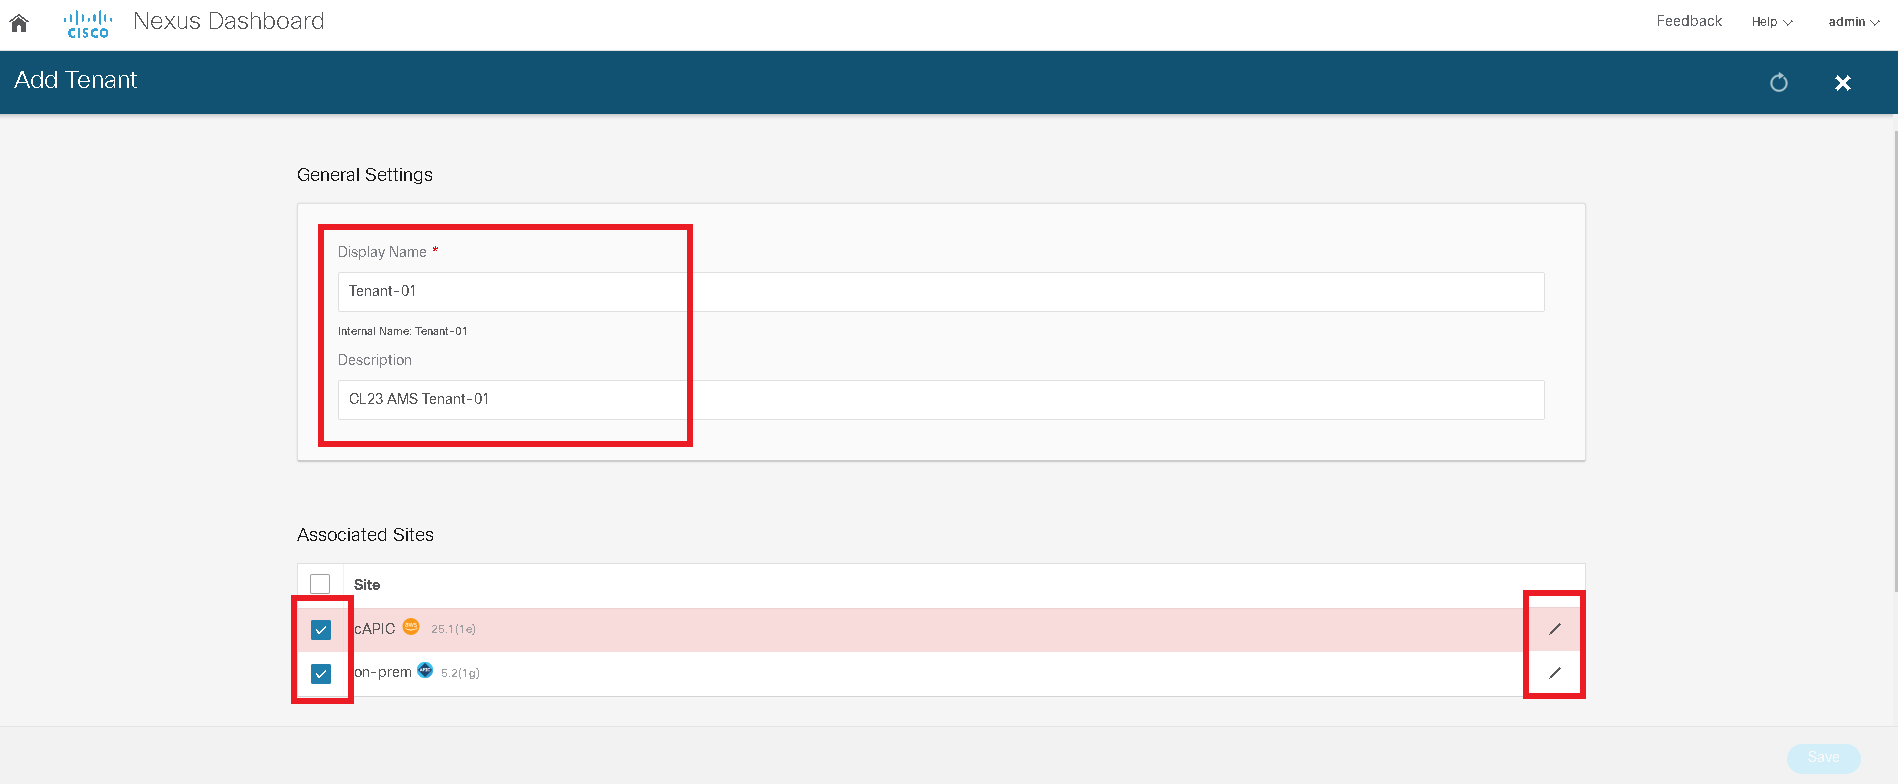 CISCO Nexus Dashboard Feedback Help admin
Add Tenant
General Settings
Display Name *
Tenant-01
Internal Name: Tenant-01
Description
CL23 AMS Tenant-01
Associated Sites
Site
cAPIC aws 25.1(1e)
on-prem APIC 5.2(1g)
Save